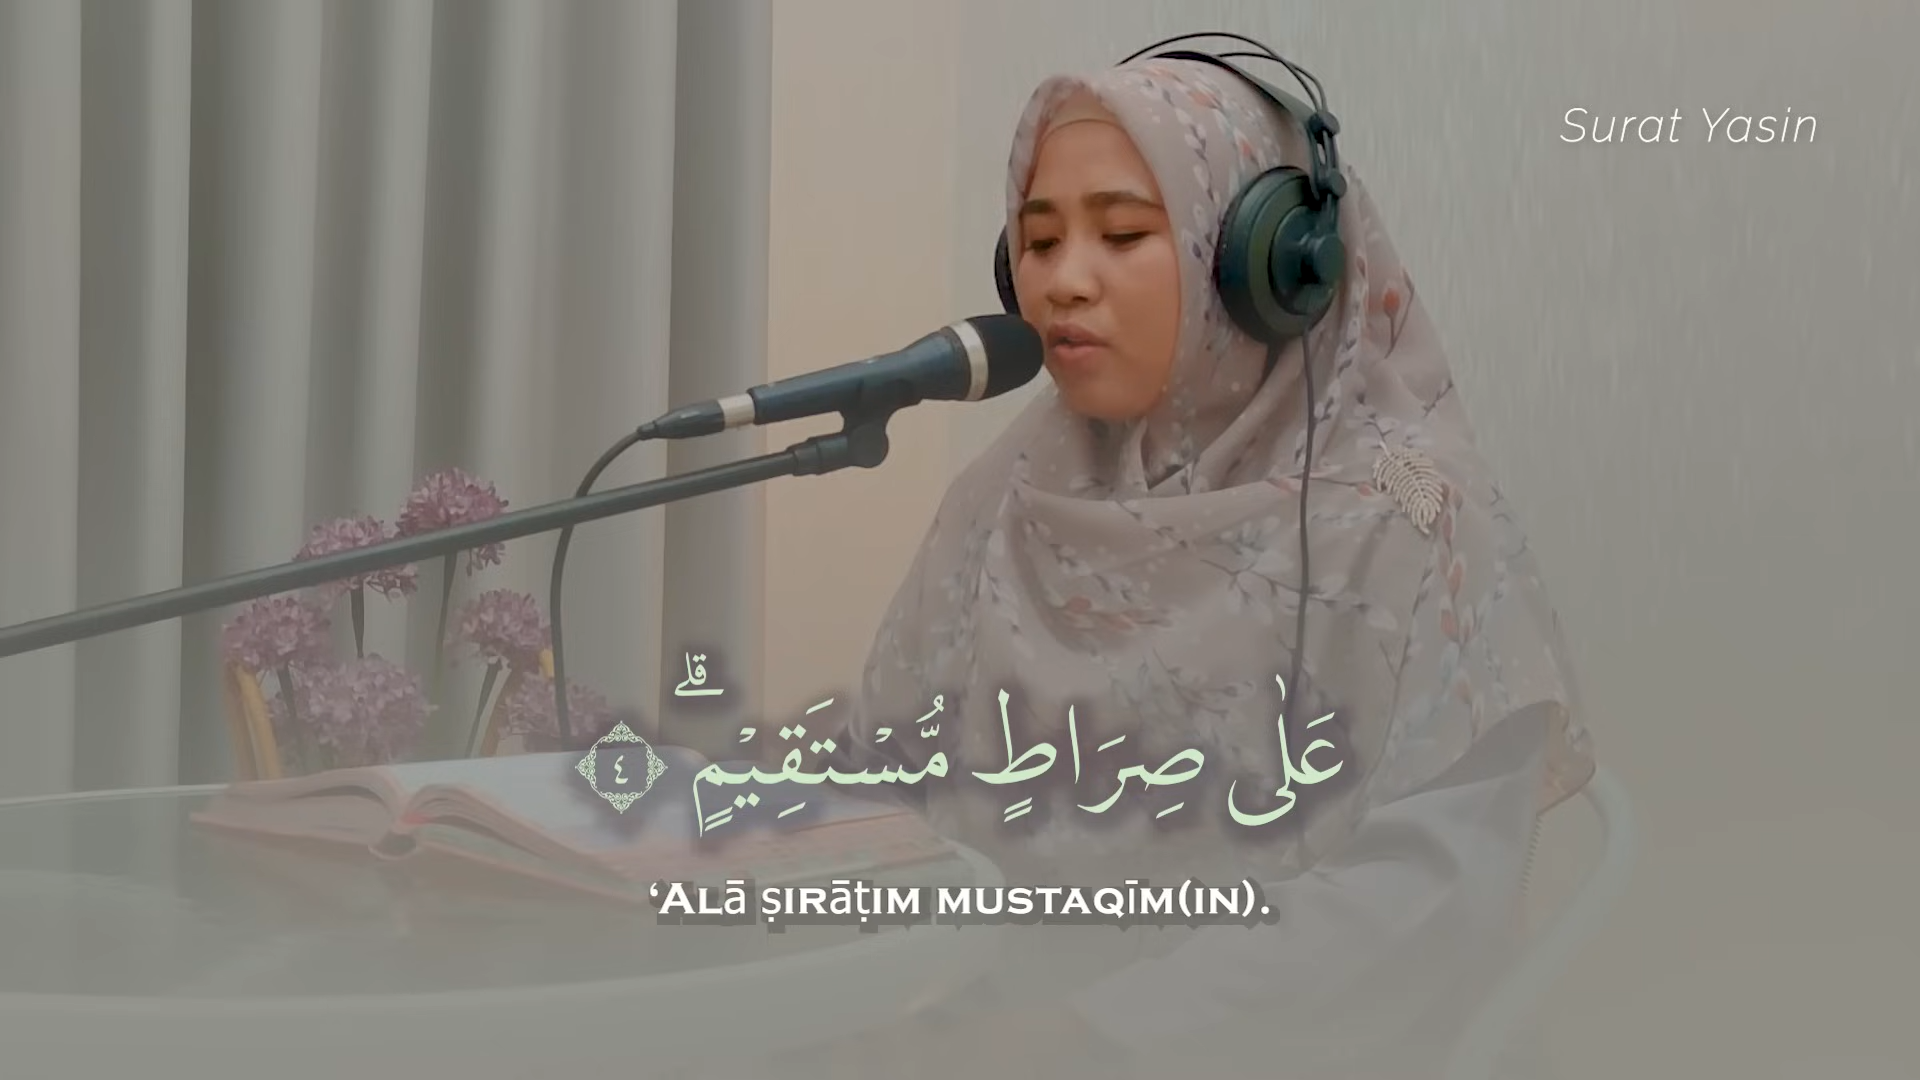 Surat Yasin
عَلٰى صِرَاطٍ مُّسْتَقِيْمٍۗ ٤
‘Alā ṣirāṭim mustaqīm(in).